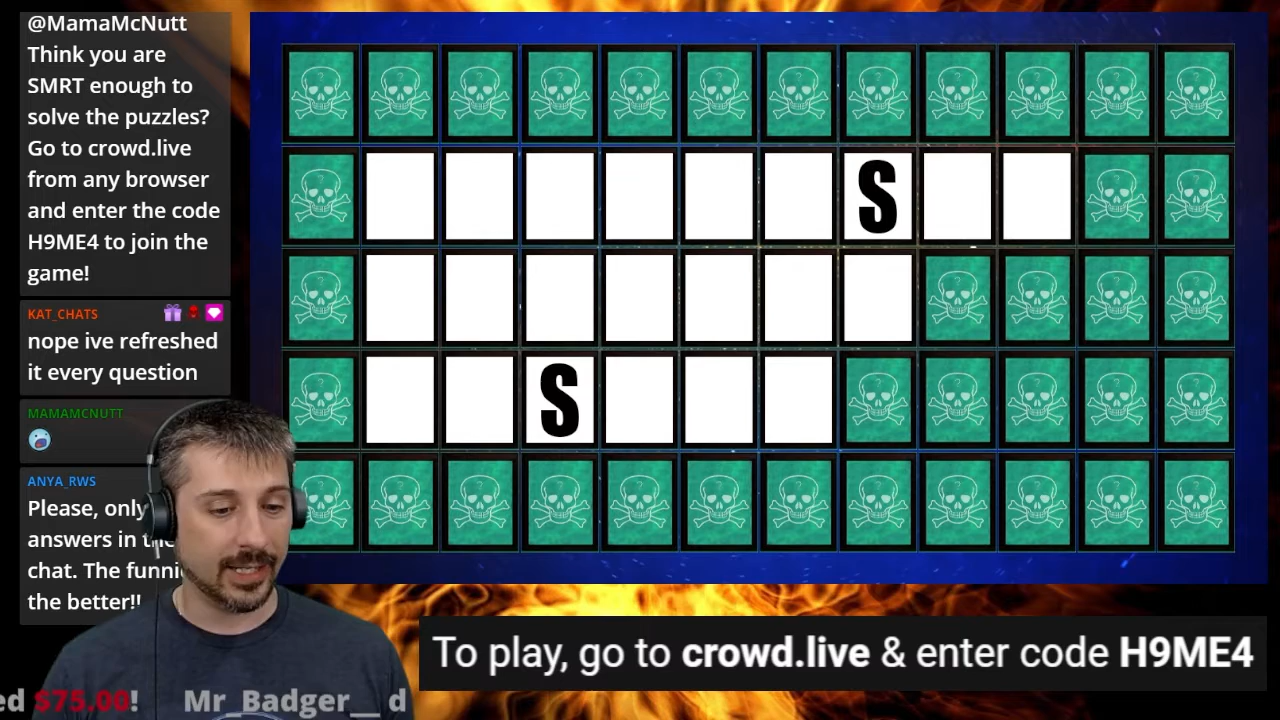 @MamaMcNutt
Think you are
SMRT enough to
solve the puzzles?
Go to crowd.live
from any browser
and enter the code
H9ME4 to join the
game!
KAT_CHATS
nope ive refreshed
it every question
MAMAMCNUTT
ANYA_RWS
Please, only
answers in
chat. The
the better!!
S
S
To play, go to crowd.live & enter code H9ME4
$75.00! Mr_Badger__ d